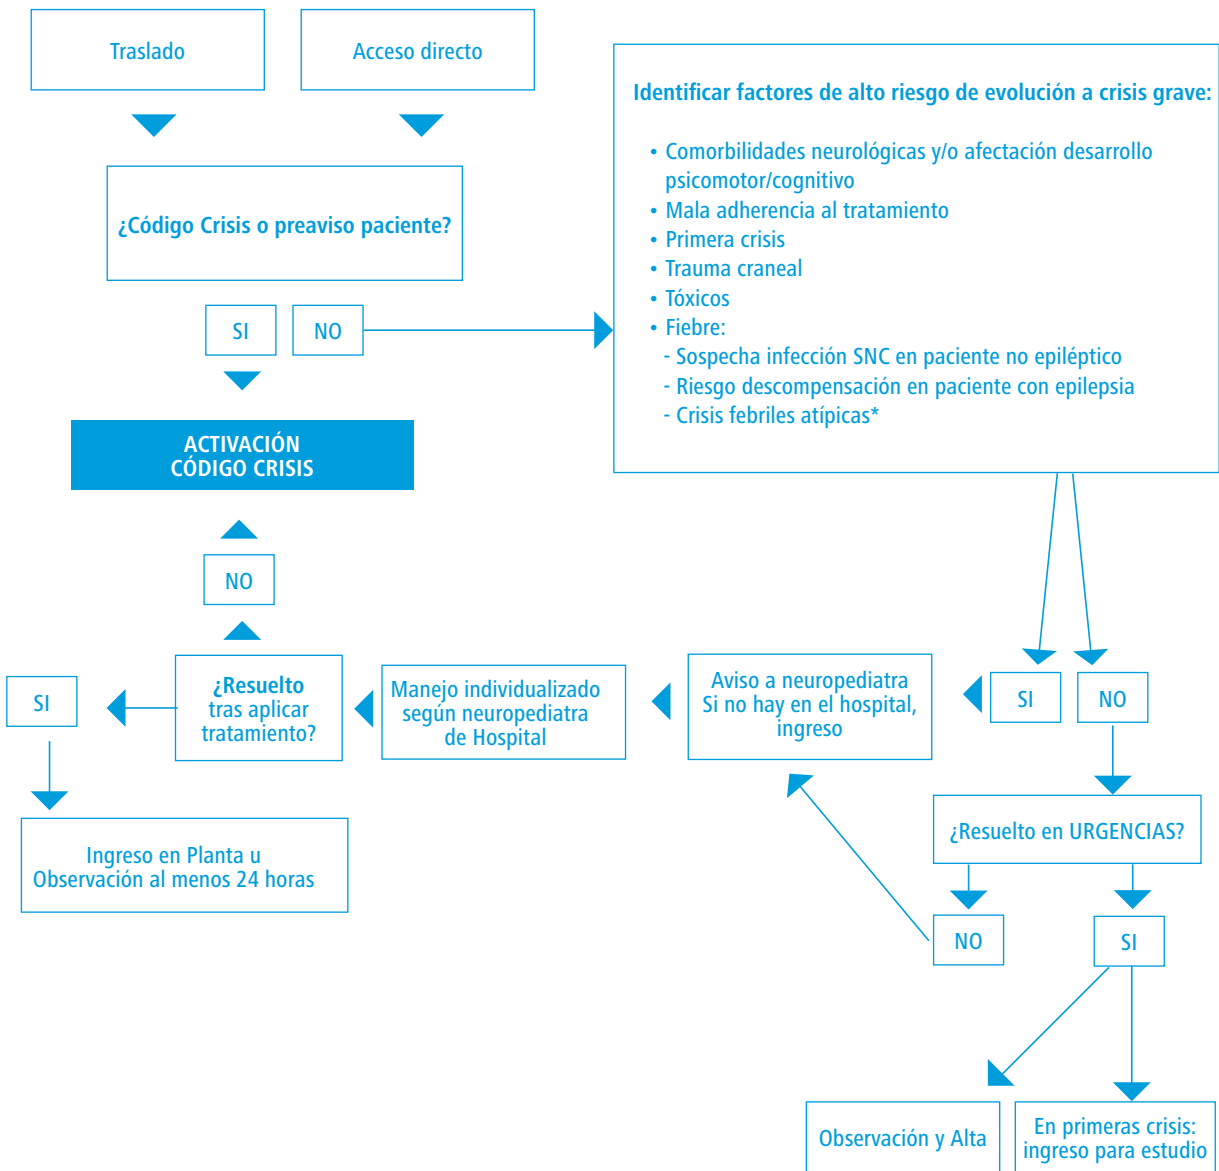 Traslado
Acceso directo
¿Código Crisis o preaviso paciente?
SI
NO
Identificar factores de alto riesgo de evolución a crisis grave:
• Comorbilidades neurológicas y/o afectación desarrollo
psicomotor/cognitivo
• Mala adherencia al tratamiento
• Primera crisis
• Trauma craneal
• Tóxicos
• Fiebre:
- Sospecha infección SNC en paciente no epiléptico
- Riesgo descompensación en paciente con epilepsia
- Crisis febriles atípicas*
ACTIVACIÓN
CÓDIGO CRISIS
NO
SI
¿Resuelto
tras aplicar
tratamiento?
Manejo individualizado
según neuropediatra
de Hospital
Aviso a neuropediatra
Si no hay en el hospital,
ingreso
SI
NO
Ingreso en Planta u
Observación al menos 24 horas
¿Resuelto en URGENCIAS?
NO
SI
Observación y Alta
En primeras crisis:
ingreso para estudio